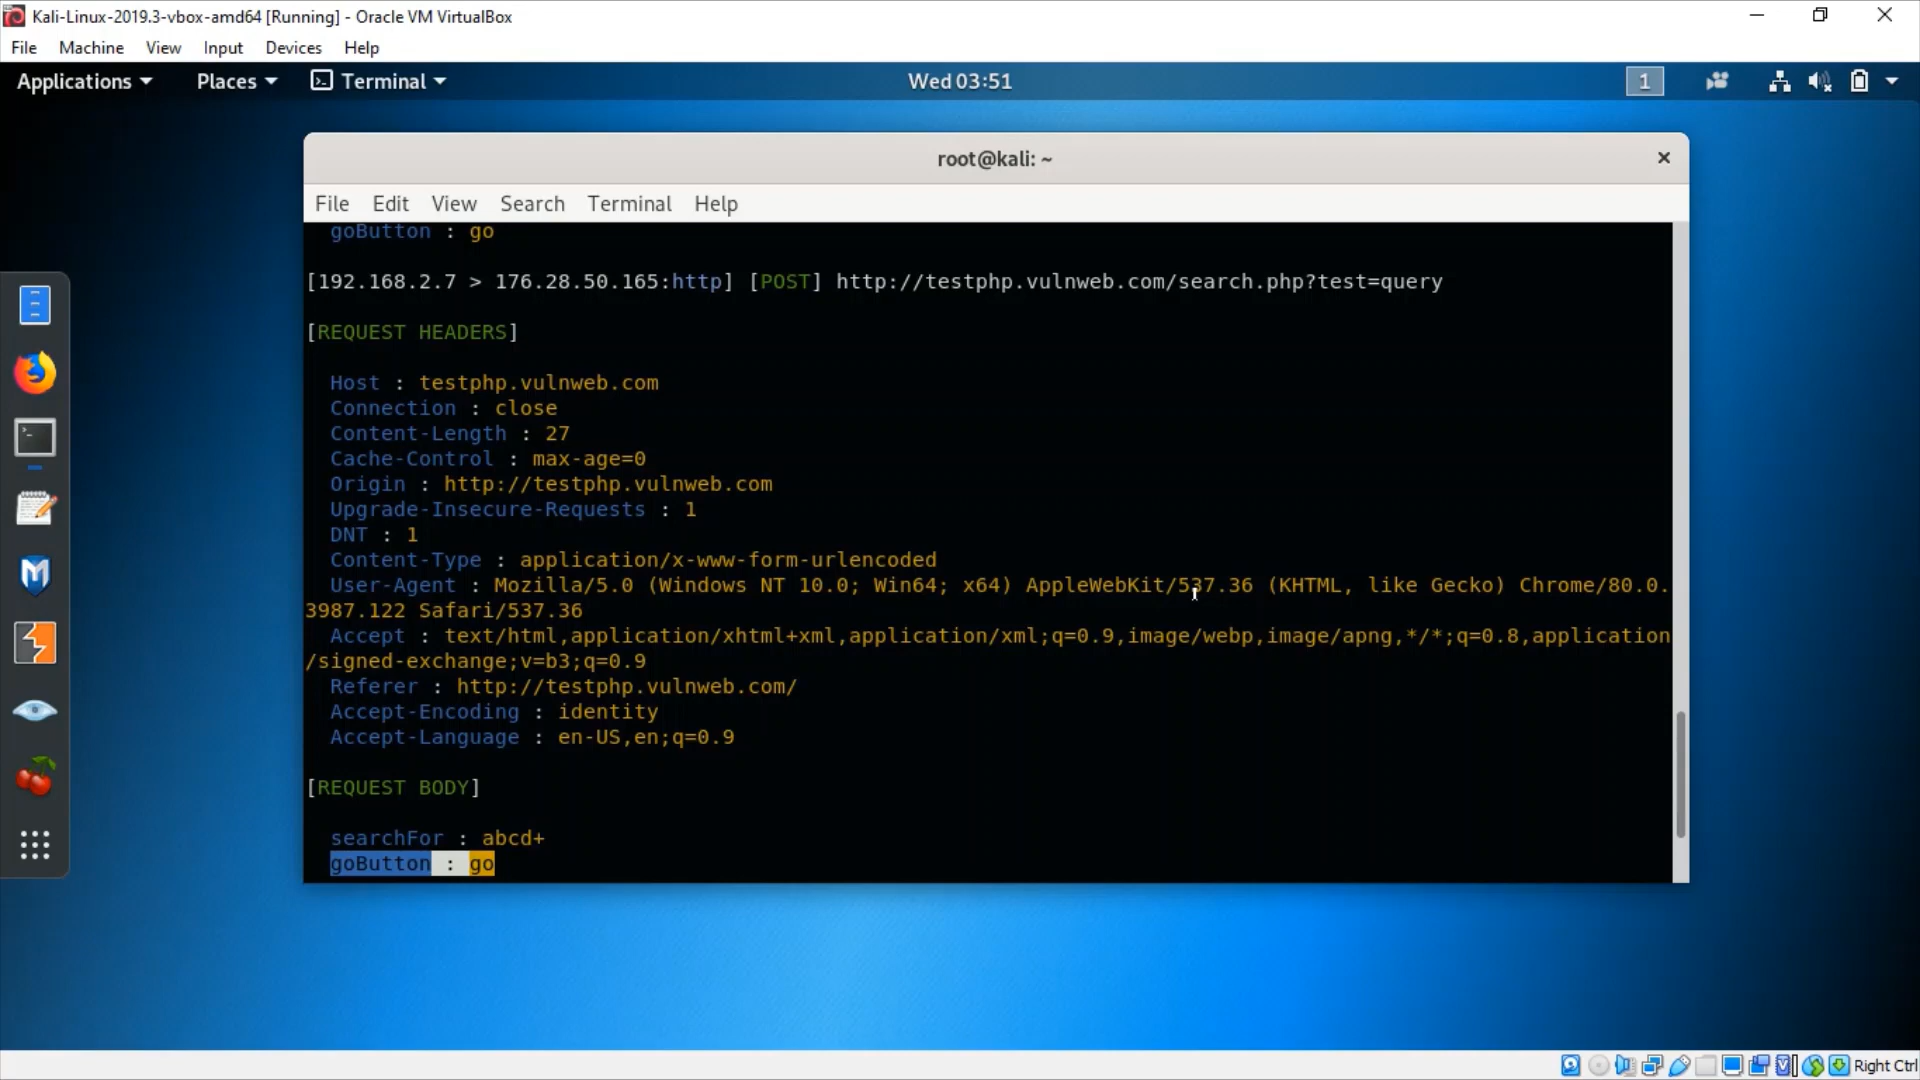 Kali-Linux-2019.3-vbox-amd64 [Running] - Oracle VM VirtualBox
File Machine View Input Devices Help
Applications Places Terminal Wed 03:51 1
root@kali: ~
File Edit View Search Terminal Help
goButton : go
[192.168.2.7 > 176.28.50.165:http] [POST] http://testphp.vulnweb.com/search.php?test=query
[REQUEST HEADERS]
Host : testphp.vulnweb.com
Connection : close
Content-Length : 27
Cache-Control : max-age=0
Origin : http://testphp.vulnweb.com
Upgrade-Insecure-Requests : 1
DNT : 1
Content-Type : application/x-www-form-urlencoded
User-Agent : Mozilla/5.0 (Windows NT 10.0; Win64; x64) AppleWebKit/537.36 (KHTML, like Gecko) Chrome/80.0.
3987.122 Safari/537.36
Accept : text/html,application/xhtml+xml,application/xml;q=0.9,image/webp,image/apng,*/*;q=0.8,application
/signed-exchange;v=b3;q=0.9
Referer : http://testphp.vulnweb.com/
Accept-Encoding : identity
Accept-Language : en-US,en;q=0.9
[REQUEST BODY]
searchFor : abcd+
goButton : go
Right Ctrl